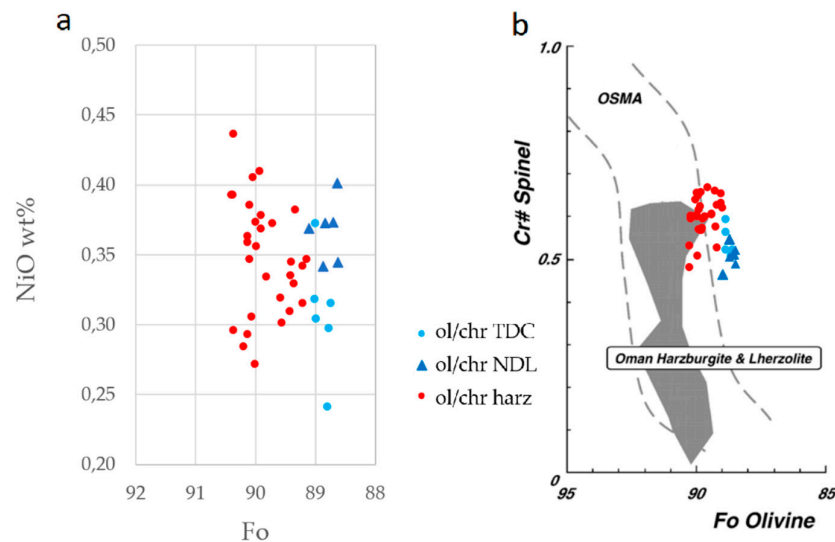 a
0,50
0,45
0,40
0,35
0,30
0,25
0,20
NiO wt%
92 91 90 89 88
Fo
ol/chr TDC
ol/chr NDL
ol/chr harz
b
1.0
OSMA
Cr# Spinel
0.5
Oman Harzburgite & Lherzolite
0
95 90 85
Fo Olivine